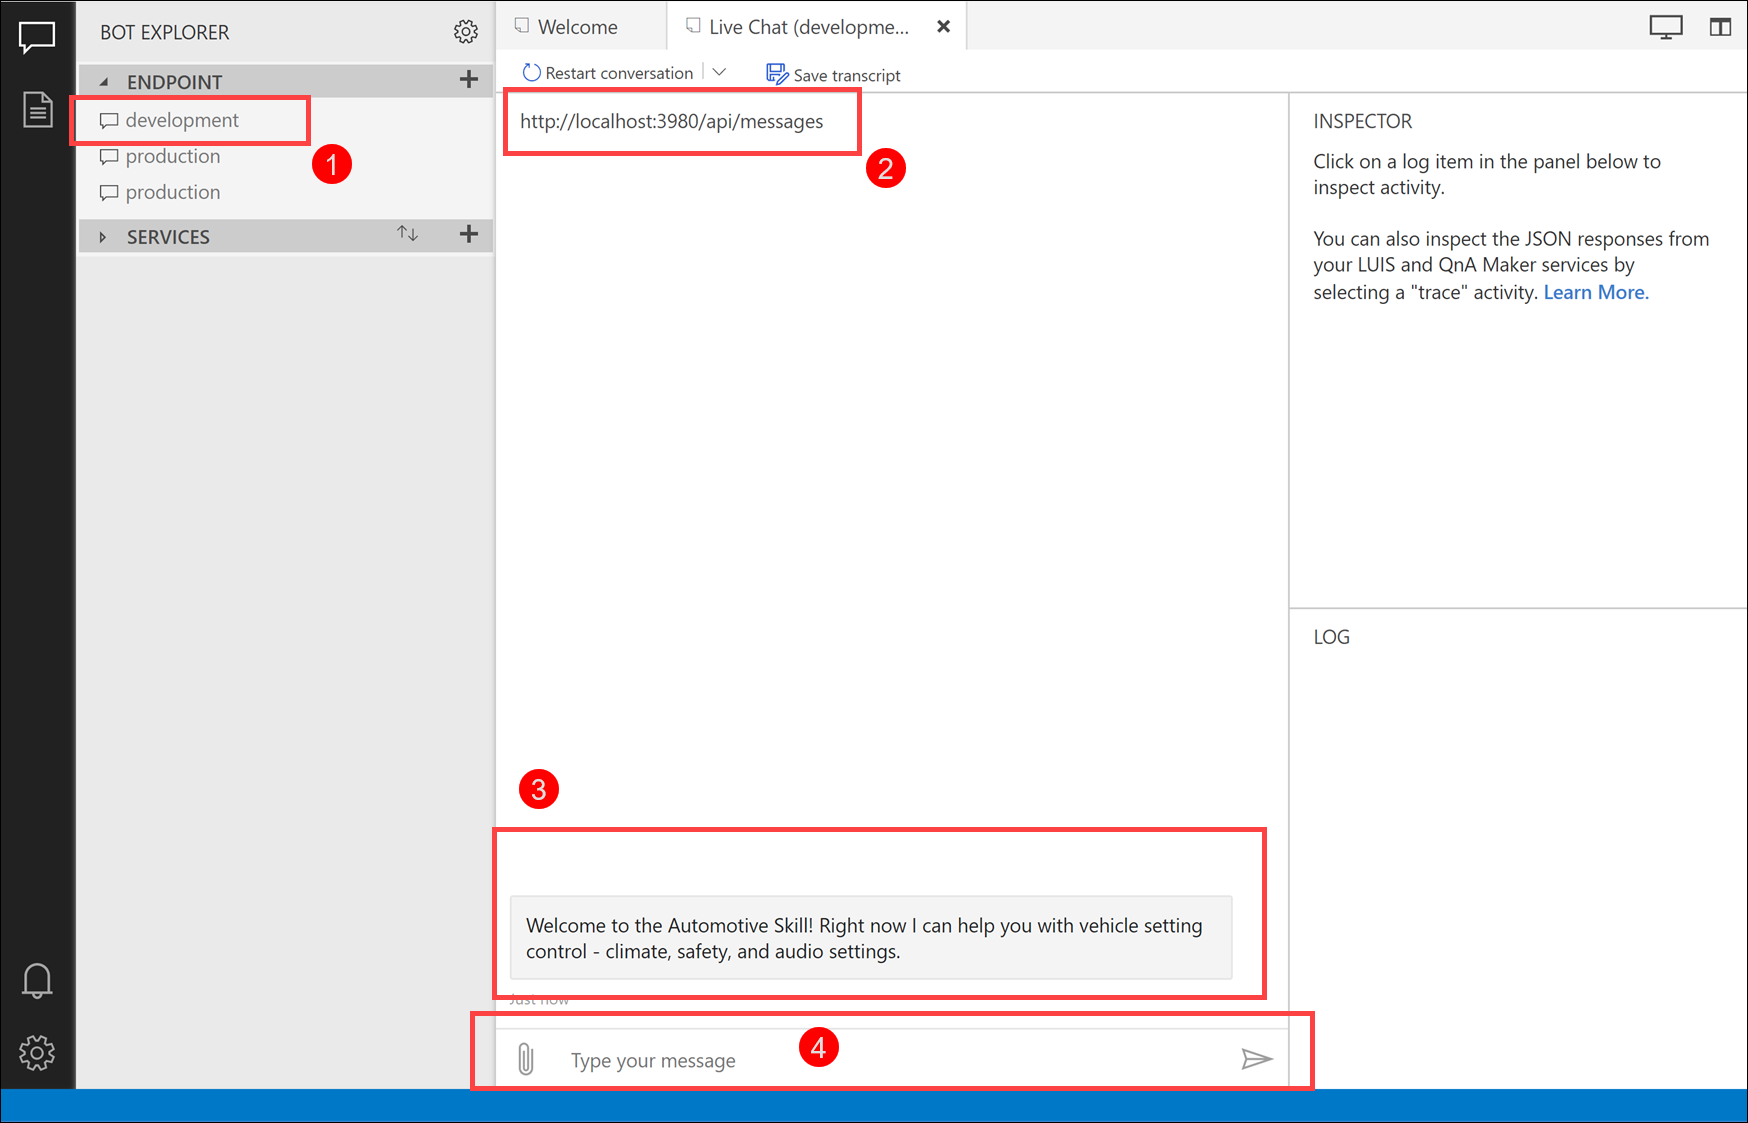 BOT EXPLORER
ENDPOINT
development
production
production
SERVICES
1
Welcome
Live Chat (developme...
Restart conversation
Save transcript
http://localhost:3980/api/messages
2
3
Welcome to the Automotive Skill! Right now I can help you with vehicle setting
control - climate, safety, and audio settings.
Just now
4
Type your message
INSPECTOR
Click on a log item in the panel below to
inspect activity.
You can also inspect the JSON responses from
your LUIS and QnA Maker services by
selecting a "trace" activity. Learn More.
LOG